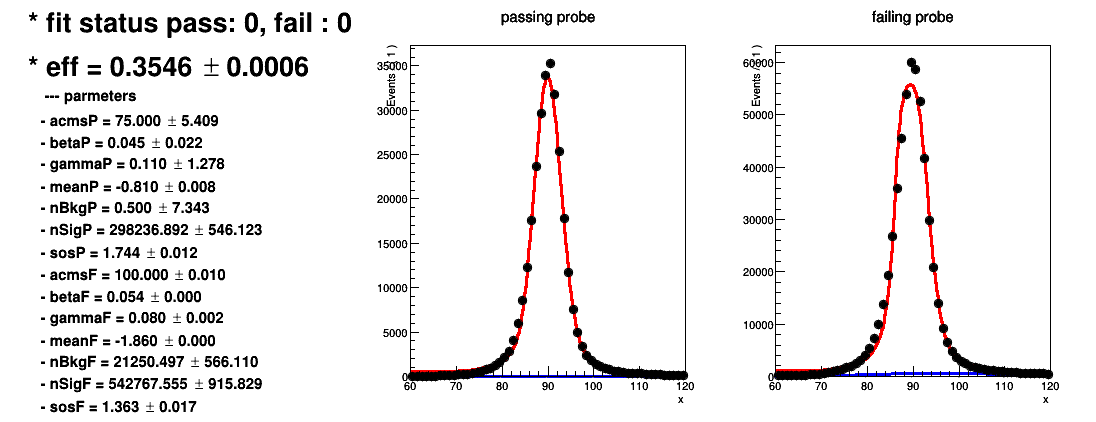 * fit status pass: 0, fail : 0
* eff = 0.3546 ± 0.0006
--- parmeters
- acmsP = 75.000 ± 5.409
- betaP = 0.045 ± 0.022
- gammaP = 0.110 ± 1.278
- meanP = -0.810 ± 0.008
- nBkgP = 0.500 ± 7.343
- nSigP = 298236.892 ± 546.123
- sosP = 1.744 ± 0.012
- acmsF = 100.000 ± 0.010
- betaF = 0.054 ± 0.000
- gammaF = 0.080 ± 0.002
- meanF = -1.860 ± 0.000
- nBkgF = 21250.497 ± 566.110
- nSigF = 542767.555 ± 915.829
- sosF = 1.363 ± 0.017
passing probe
Events / ( 1 )
35000
30000
25000
20000
15000
10000
5000
0
60 70 80 90 100 110 120
x
failing probe
Events / ( 1 )
60000
50000
40000
30000
20000
10000
0
60 70 80 90 100 110 120
x